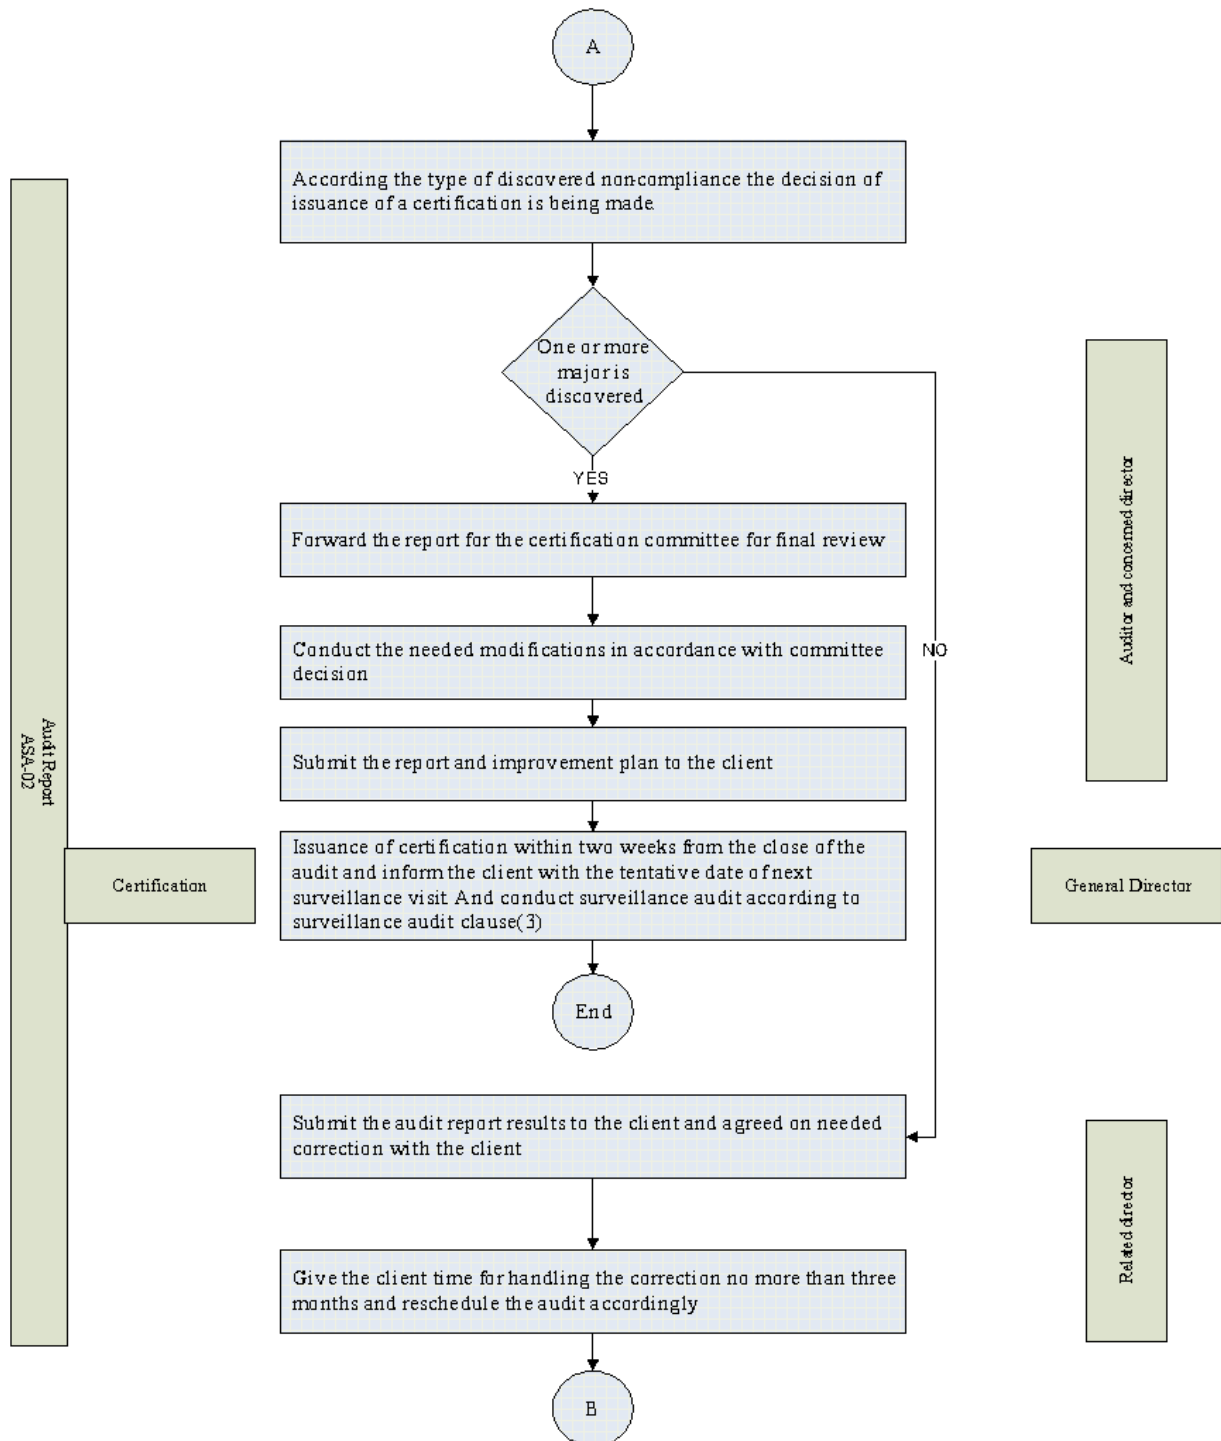 A
According the type of discovered non-compliance the decision of
issuance of a certification is being made.
One or more
major is
discovered
YES
Forward the report for the certification committee for final review
Conduct the needed modifications in accordance with committee
decision
NO
Submit the report and improvement plan to the client
Issuance of certification within two weeks from the close of the
audit and inform the client with the tentative date of next
surveillance visit And conduct surveillance audit according to
surveillance audit clause(3)
End
Submit the audit report results to the client and agreed on needed
correction with the client
Give the client time for handling the correction no more than three
months and reschedule the audit accordingly
B
Audit Report
ASA-02
Certification
Auditor and concerned director
General Director
Related director